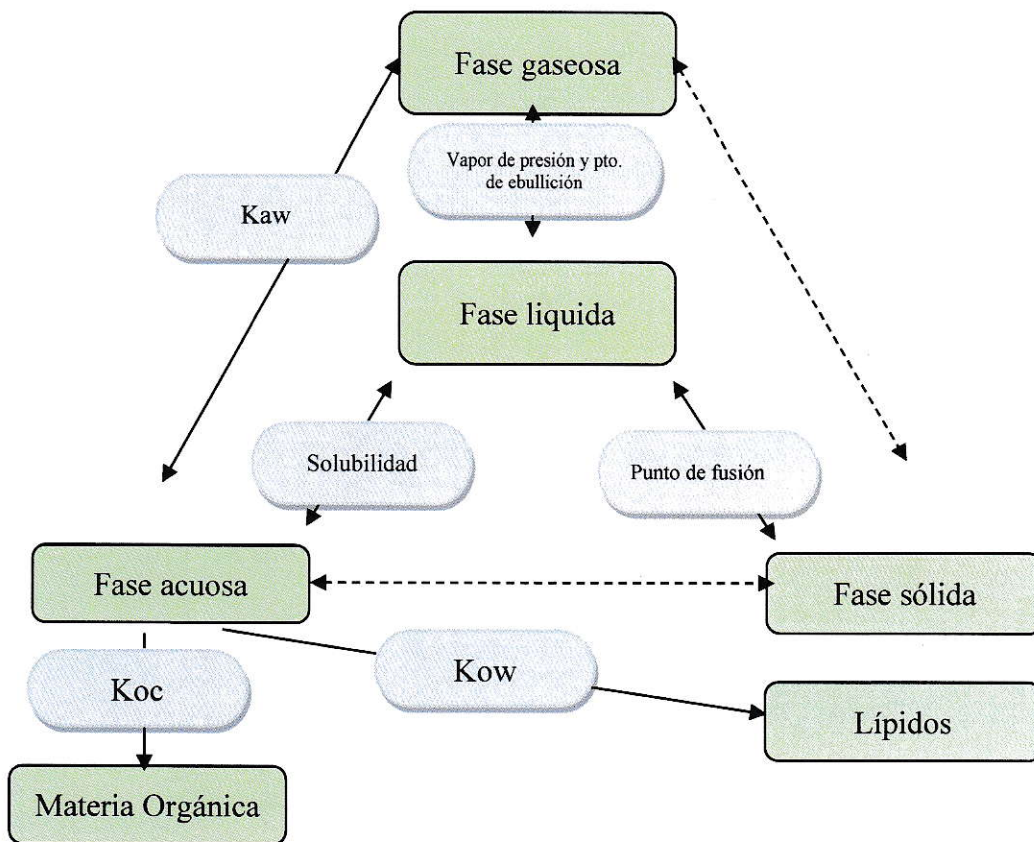 Fase gaseosa
Vapor de presión y pto.
de ebullición
Kaw
Fase liquida
Solubilidad
Punto de fusión
Fase acuosa
Fase sólida
Kow
Koc
Lípidos
Materia Orgánica